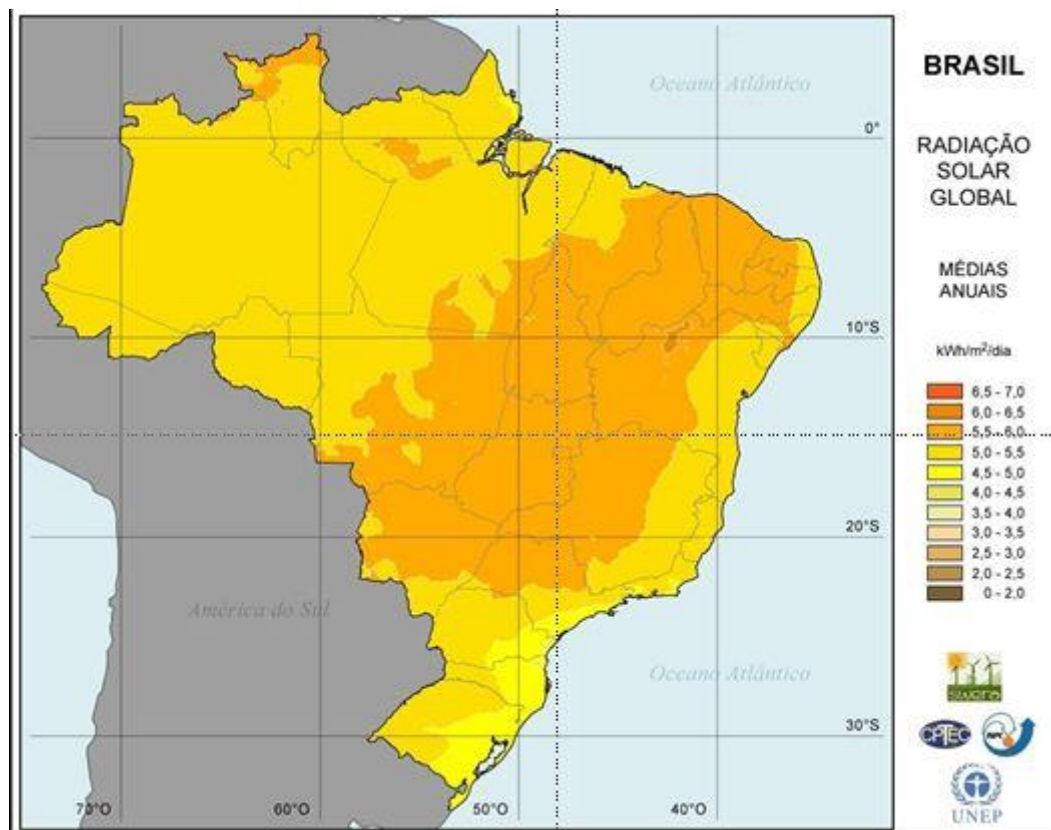 BRASIL
RADIAÇÃO
SOLAR
GLOBAL
MÉDIAS
ANUAIS
kWh/m²/dia
6,5 - 7,0
6,0 - 6,5
5,5 - 6,0
5,0 - 5,5
4,5 - 5,0
4,0 - 4,5
3,5 - 4,0
3,0 - 3,5
2,5 - 3,0
2,0 - 2,5
0 - 2,0
Oceano Atlântico
0°
10°S
20°S
América do Sul
Oceano Atlântico
30°S
70°O
60°O
50°O
40°O
swera
CPTEC
UNEP